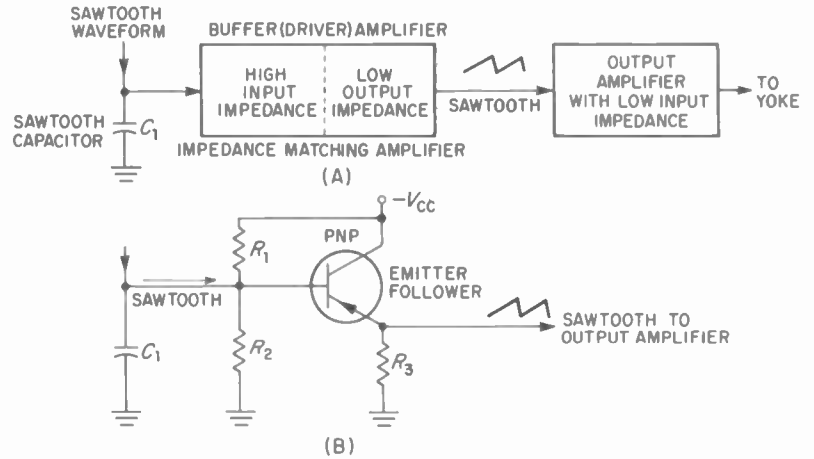 SAWTOOTH
WAVEFORM
BUFFER (DRIVER) AMPLIFIER
HIGH
INPUT
IMPEDANCE
LOW
OUTPUT
IMPEDANCE
SAWTOOTH
OUTPUT
AMPLIFIER
WITH LOW INPUT
IMPEDANCE
TO
YOKE
SAWTOOTH
CAPACITOR
C1
IMPEDANCE MATCHING AMPLIFIER
(A)
-VCC
PNP
R1
EMITTER
FOLLOWER
SAWTOOTH
SAWTOOTH TO
OUTPUT AMPLIFIER
C1
R2
R3
(B)